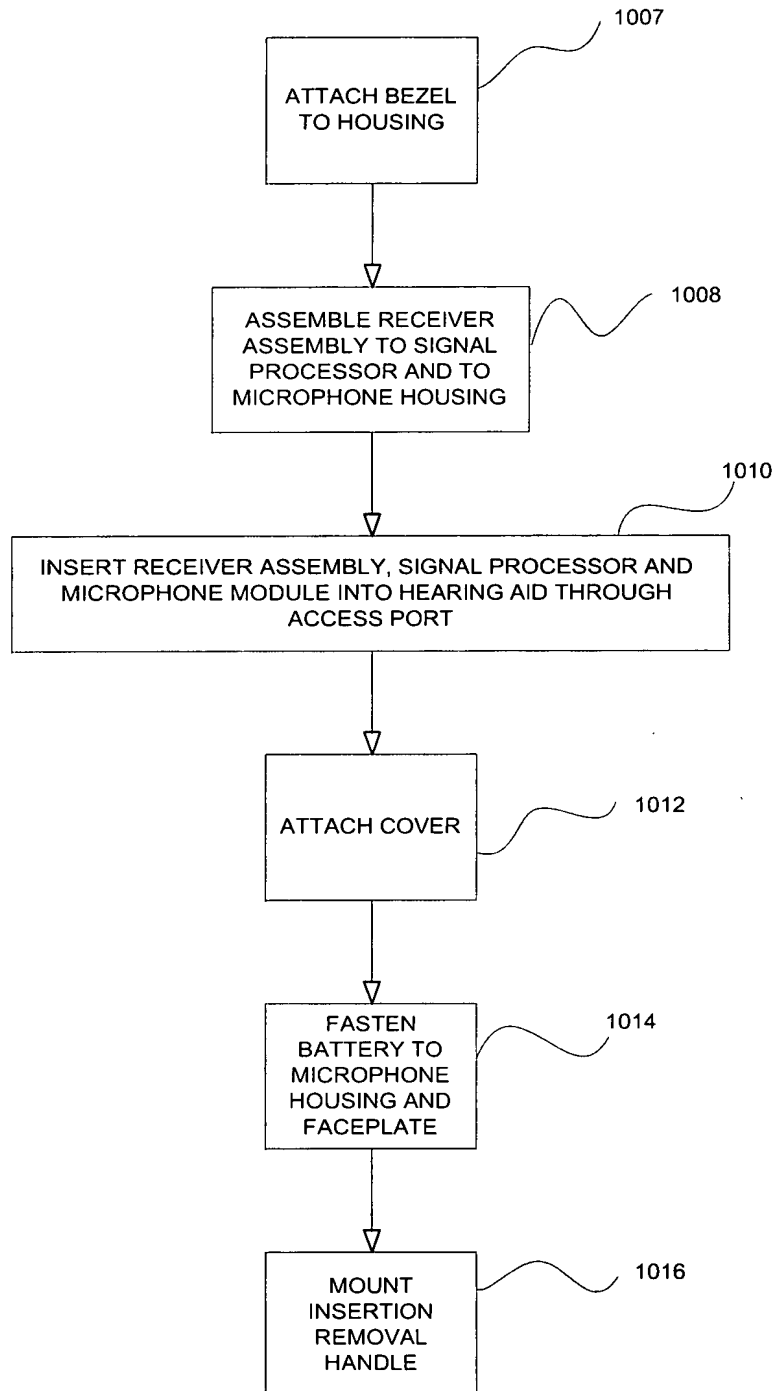 1007
ATTACH BEZEL
TO HOUSING
1008
ASSEMBLE RECEIVER
ASSEMBLY TO SIGNAL
PROCESSOR AND TO
MICROPHONE HOUSING
1010
INSERT RECEIVER ASSEMBLY, SIGNAL PROCESSOR AND
MICROPHONE MODULE INTO HEARING AID THROUGH
ACCESS PORT
1012
ATTACH COVER
1014
FASTEN
BATTERY TO
MICROPHONE
HOUSING AND
FACEPLATE
1016
MOUNT
INSERTION
REMOVAL
HANDLE